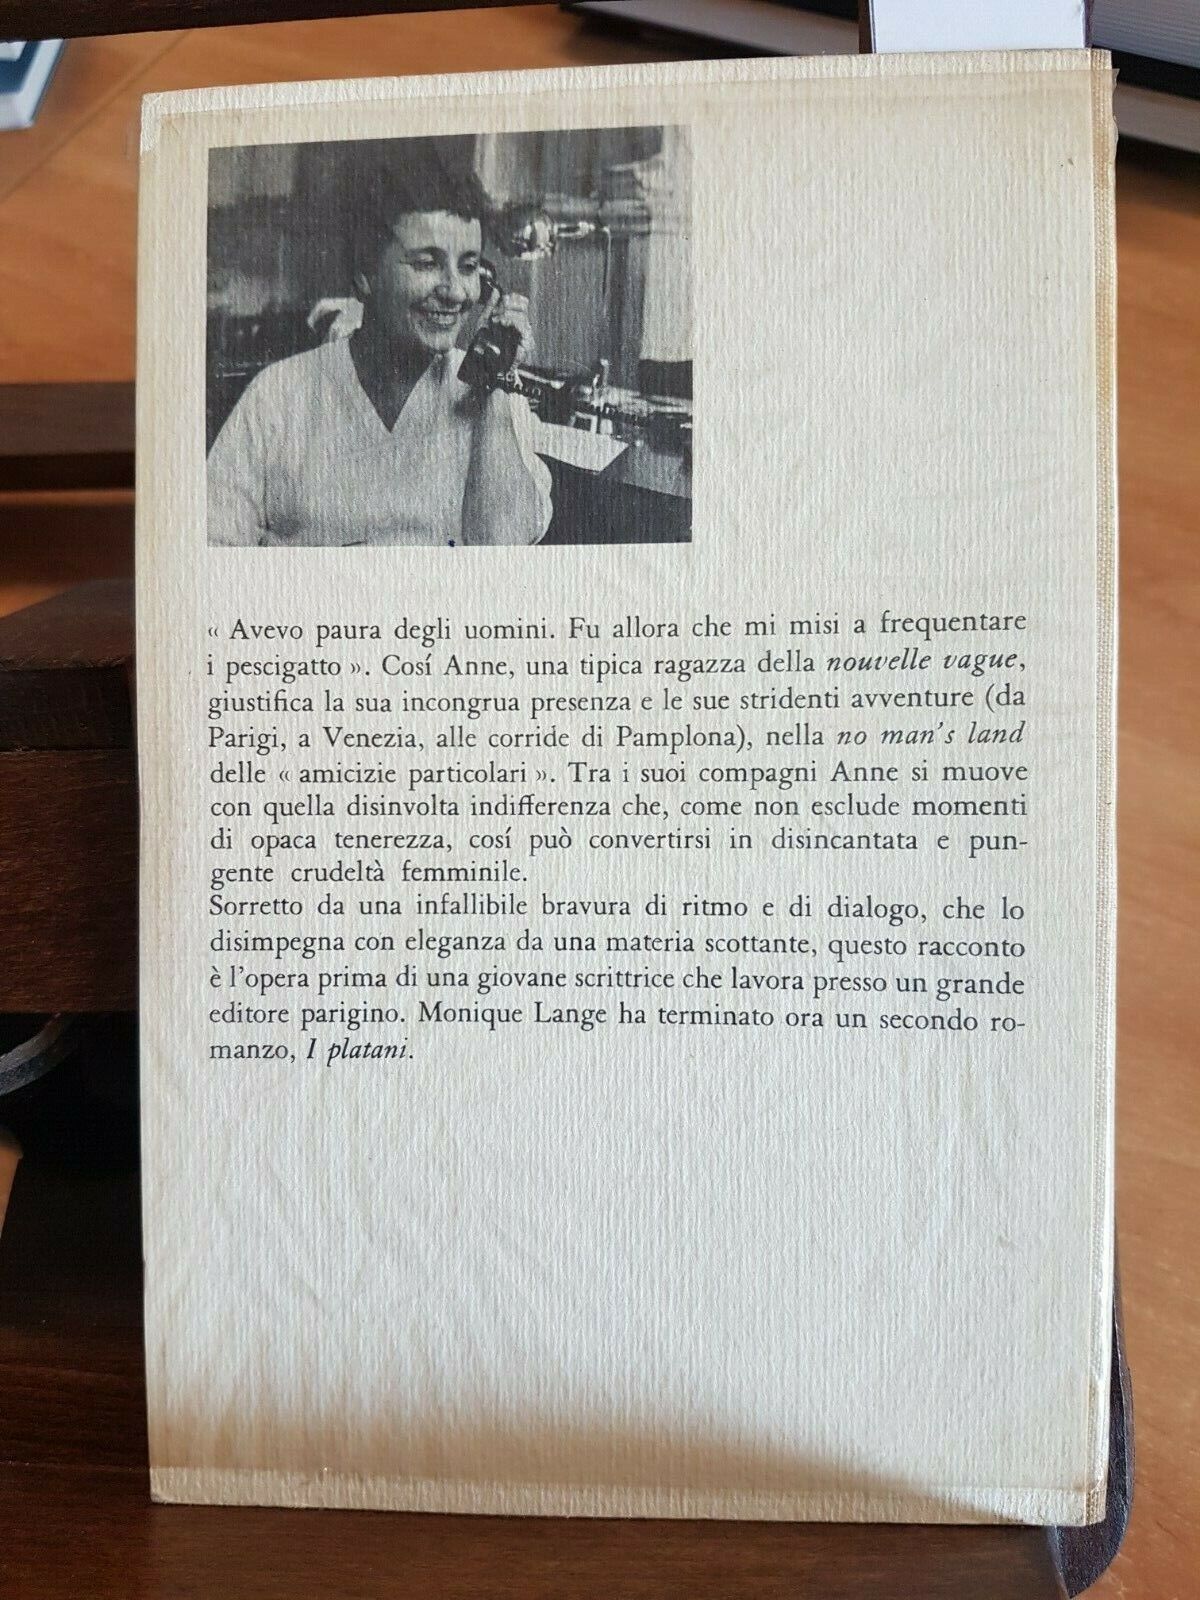 « Avevo paura degli uomini. Fu allora che mi misi a frequentare
i pescigatto ». Cosí Anne, una tipica ragazza della nouvelle vague,
giustifica la sua incongrua presenza e le sue stridenti avventure (da
Parigi, a Venezia, alle corride di Pamplona), nella no man's land
delle « amicizie particolari ». Tra i suoi compagni Anne si muove
con quella disinvolta indifferenza che, come non esclude momenti
di opaca tenerezza, cosí può convertirsi in disincantata e pun-
gente crudeltà femminile.
Sorretto da una infallibile bravura di ritmo e di dialogo, che lo
disimpegna con eleganza da una materia scottante, questo racconto
è l'opera prima di una giovane scrittrice che lavora presso un grande
editore parigino. Monique Lange ha terminato ora un secondo ro-
manzo, I platani.